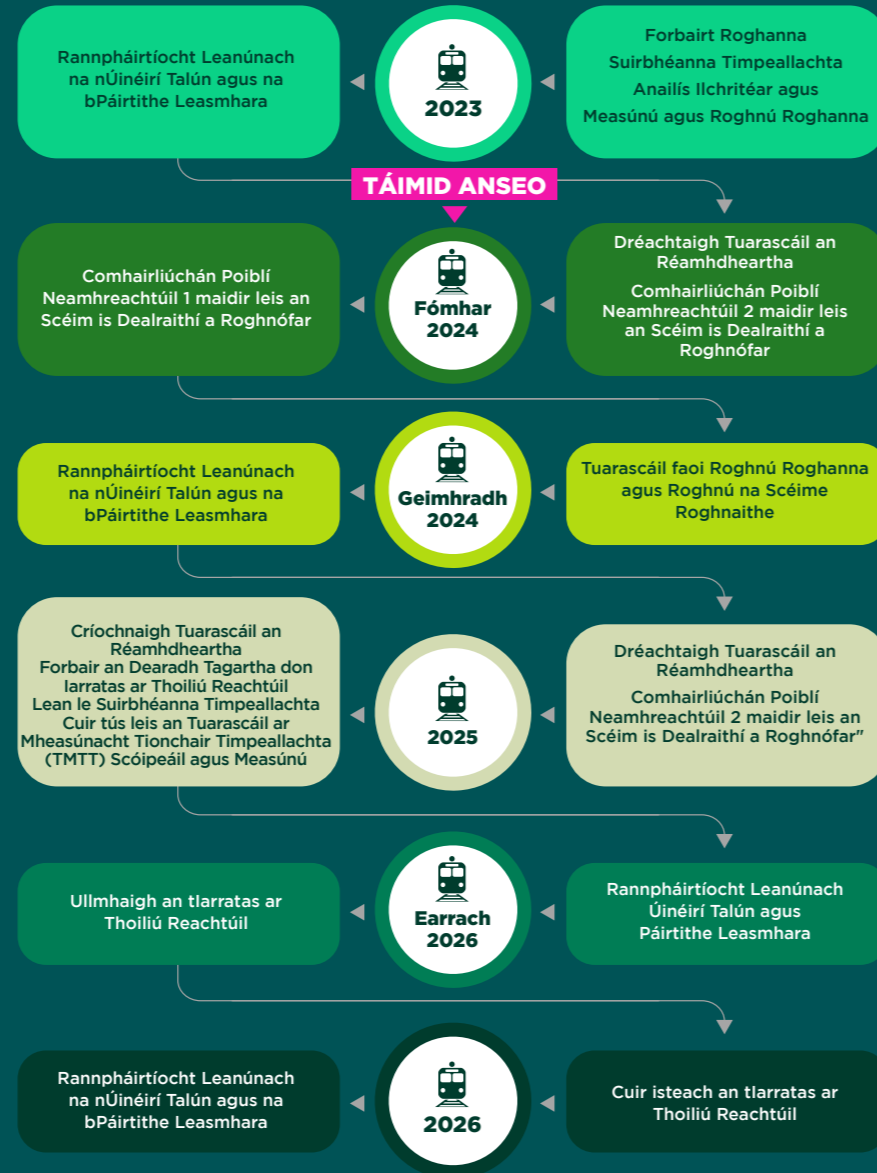 Rannpháirtíocht Leanúnach
na nÚinéirí Talún agus na
bPáirtithe Leasmhara
2023
Forbairt Roghanna
Suirbhéanna Timpeallachta
Anailís Ilchritéar agus
Measúnú agus Roghnú Roghanna
TÁIMID ANSEO
Comhairliúchán Poiblí
Neamhreachtúil 1 maidir leis an
Scéim is Dealraithí a Roghnófar
Fómhar
2024
Dréachtaigh Tuarascáil an
Réamhdheartha
Comhairliúchán Poiblí
Neamhreachtúil 2 maidir leis
an Scéim is Dealraithí a
Roghnófar
Rannpháirtíocht Leanúnach
na nÚinéirí Talún agus na
bPáirtithe Leasmhara
Geimhradh
2024
Tuarascáil faoi Roghnú Roghanna
agus Roghnú na Scéime
Roghnaithe
Críochnaigh Tuarascáil an
Réamhdheartha
Forbair an Dearadh Tagartha don
Iarratas ar Thoiliú Reachtúil
Lean le Suirbhéanna Timpeallachta
Cuir tús leis an Tuarascáil ar
Mheasúnacht Tionchair Timpeallachta
(TMTT) Scóipeáil agus Measúnú
2025
Dréachtaigh Tuarascáil an
Réamhdheartha
Comhairliúchán Poiblí
Neamhreachtúil 2 maidir leis an
Scéim is Dealraithí a Roghnófar"
Ullmhaigh an tIarratas ar
Thoiliú Reachtúil
Earrach
2026
Rannpháirtíocht Leanúnach
Úinéirí Talún agus
Páirtithe Leasmhara
Rannpháirtíocht Leanúnach
na nÚinéirí Talún agus na
bPáirtithe Leasmhara
2026
Cuir isteach an tIarratas ar
Thoiliú Reachtúil